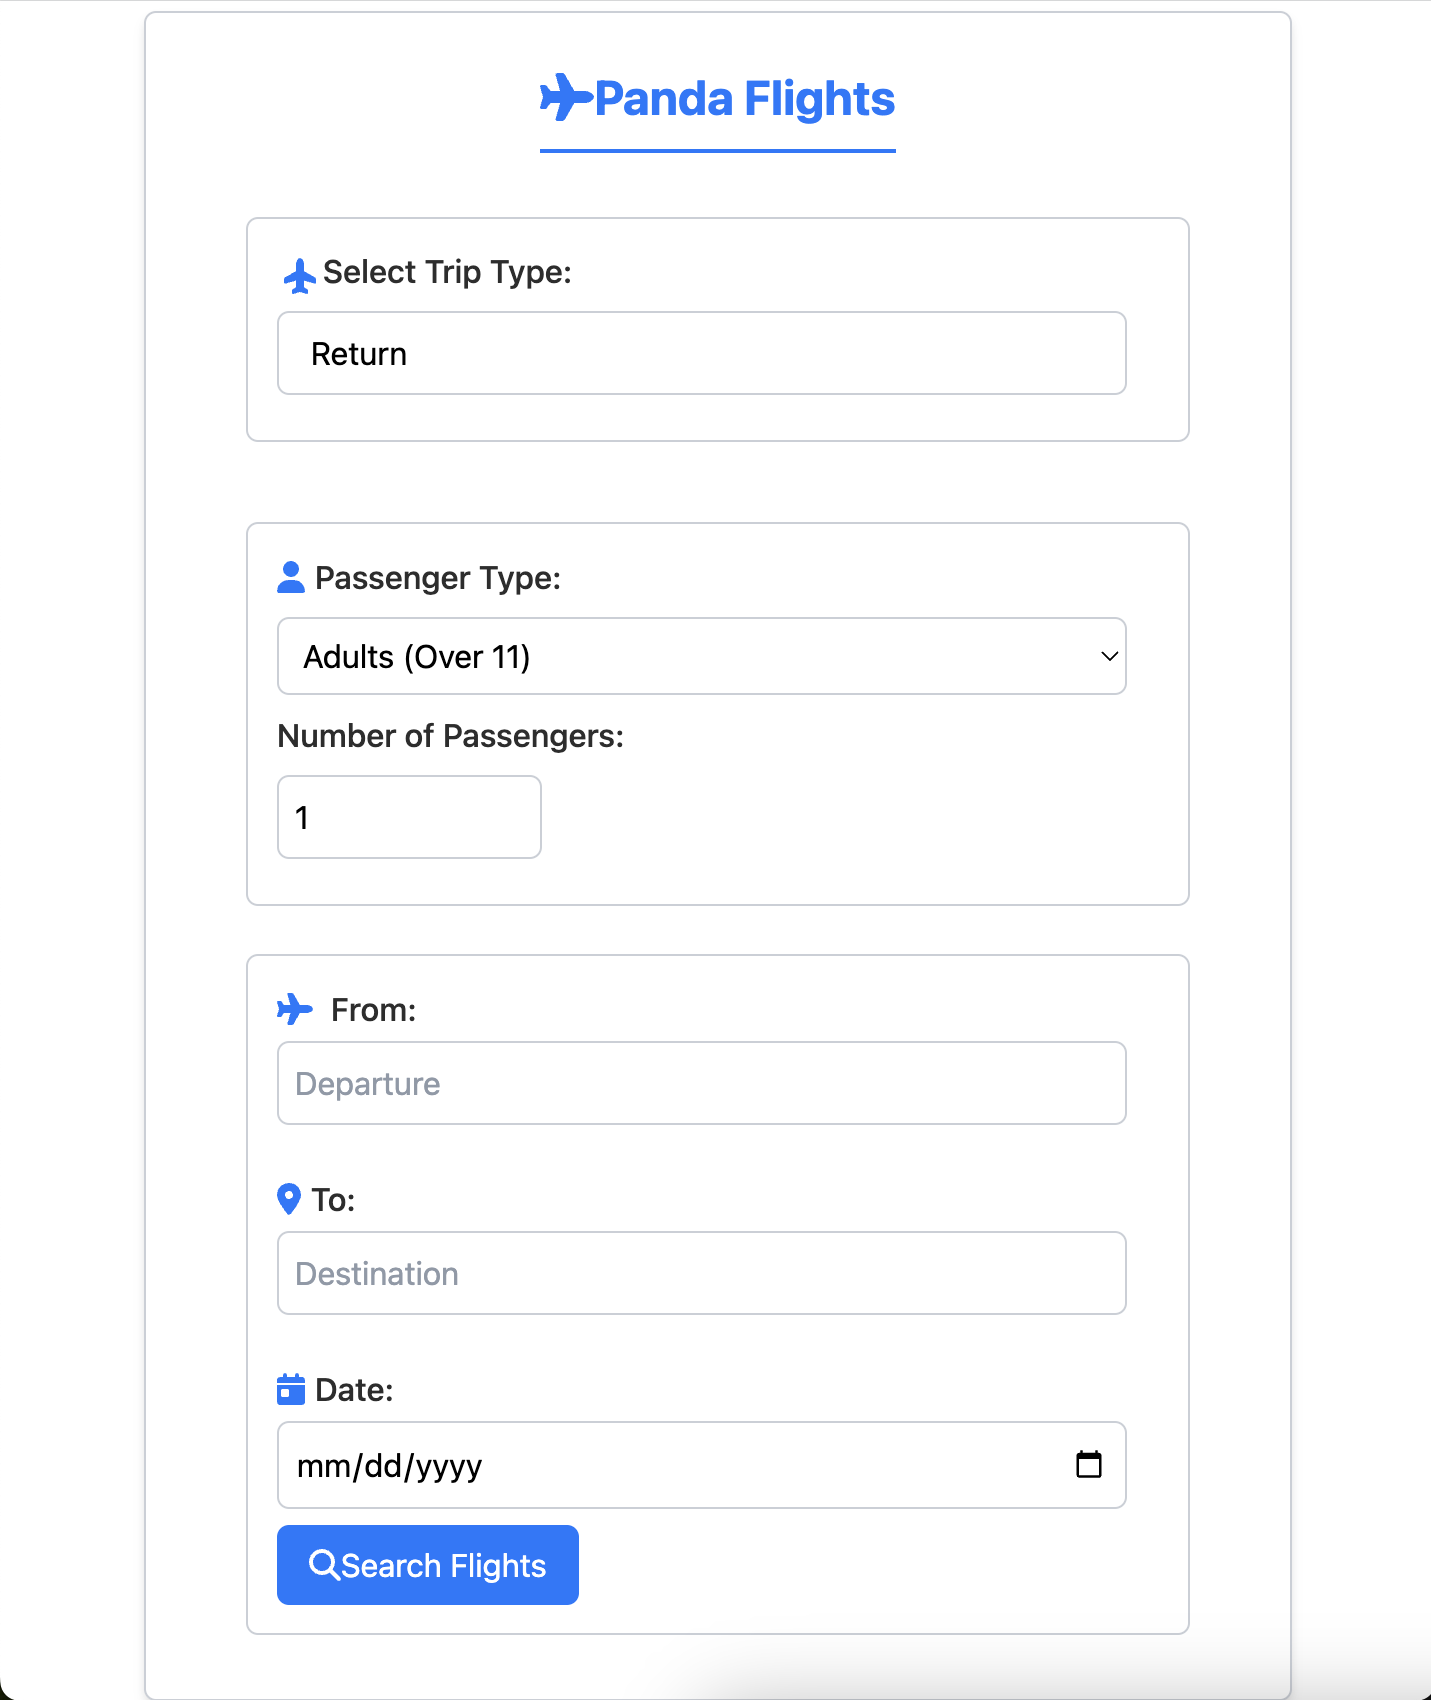 Panda Flights
Select Trip Type:
Return
Passenger Type:
Adults (Over 11)
Number of Passengers:
1
From:
Departure
To:
Destination
Date:
mm/dd/yyyy
Search Flights